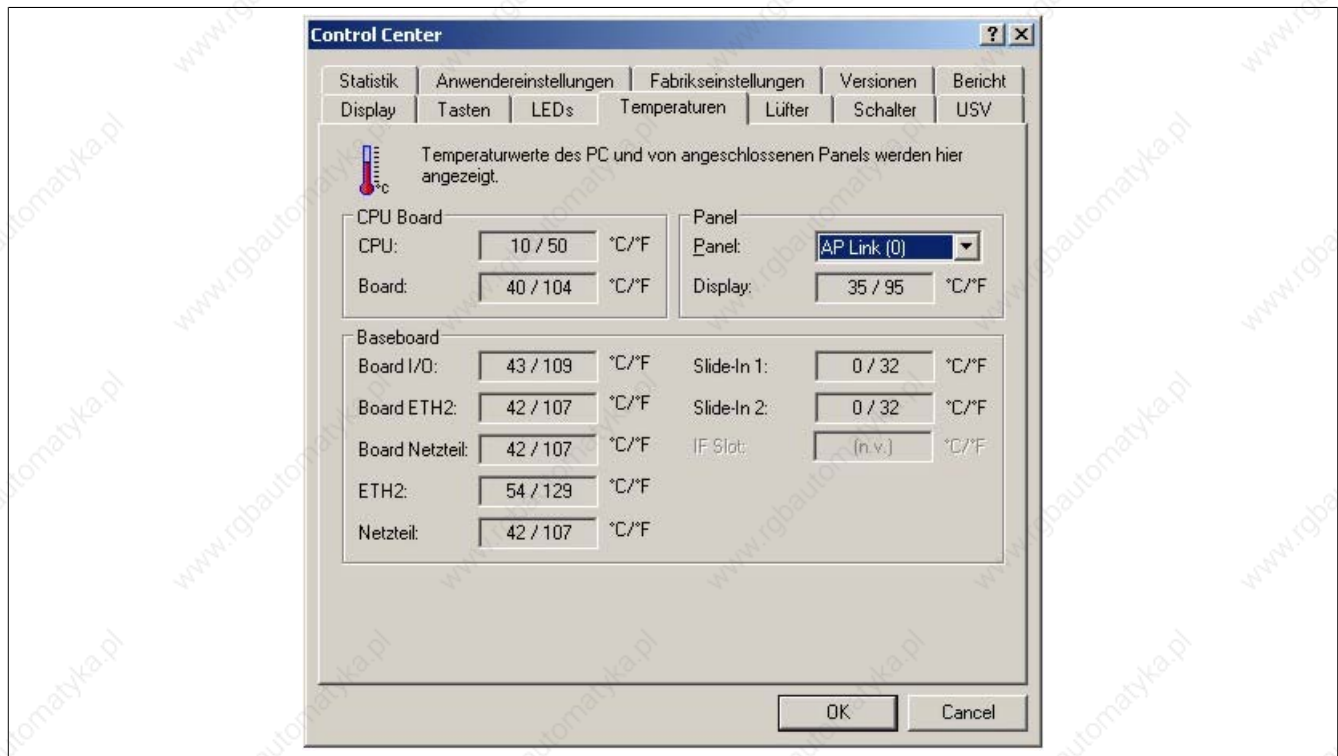 Control Center
Statistik Anwendereinstellungen Fabrikseinstellungen Versionen Bericht
Display Tasten LEDs Temperaturen Lüfter Schalter USV
Temperaturwerte des PC und von angeschlossenen Panels werden hier
angezeigt.
°C
CPU Board
CPU: 10 / 50 °C/°F
Board: 40 / 104 °C/°F
Panel
Panel: AP Link (0)
Display: 35 / 95 °C/°F
Baseboard
Board I/O: 43 / 109 °C/°F
Board ETH2: 42 / 107 °C/°F
Board Netzteil: 42 / 107 °C/°F
ETH2: 54 / 129 °C/°F
Netzteil: 42 / 107 °C/°F
Slide-In 1: 0 / 32 °C/°F
Slide-In 2: 0 / 32 °C/°F
IF Slot: (n.v.) °C/°F
OK Cancel
www.rgbautomatyka.pl